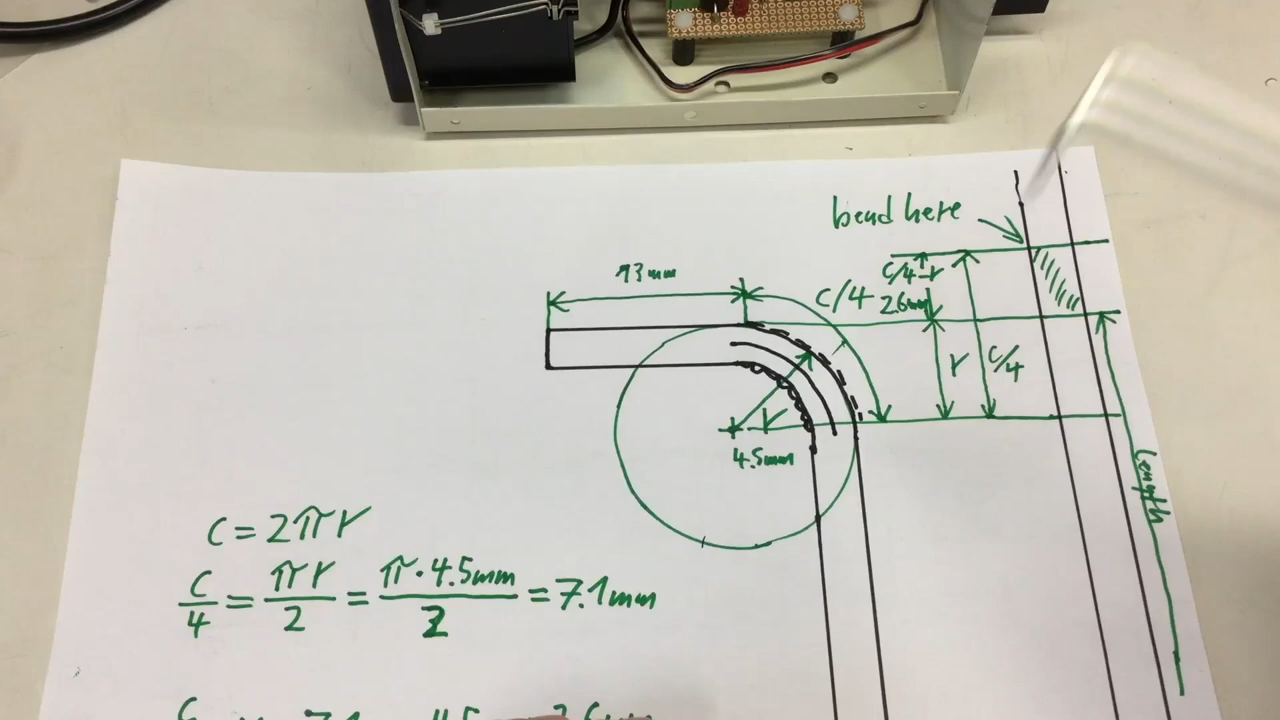 bend here
93mm
C/4-r
C/4
2.6mm
r
C/4
r
4.5mm
Length
C=2πr
C/4 = πr/2 = π·4.5mm/2 = 7.1mm